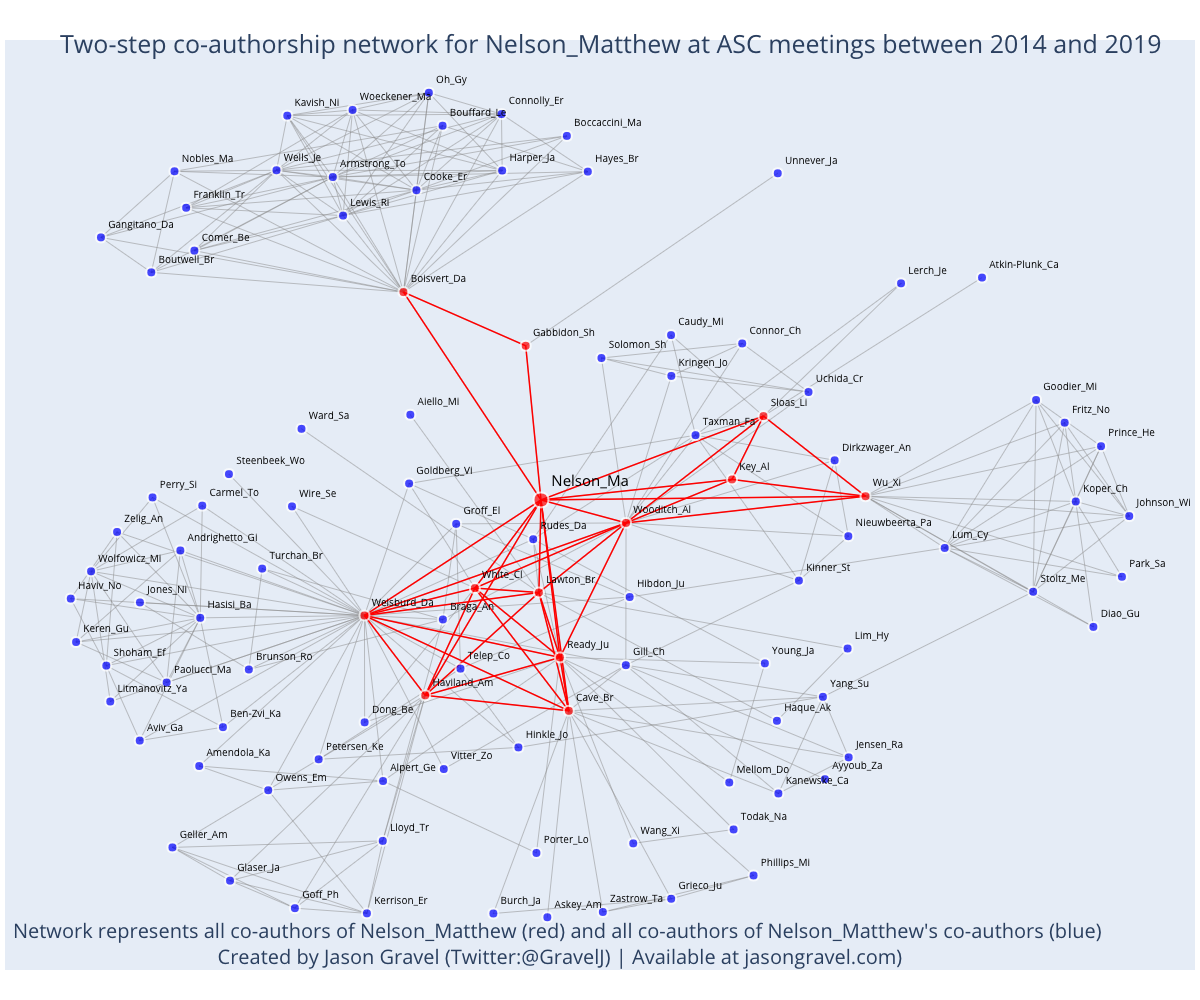 Two-step co-authorship network for Nelson_Matthew at ASC meetings between 2014 and 2019
Oh_Gy
Kavish_Ni
Woeckener_Ma
Connolly_Er
Bouffard_Le
Boccaccini_Ma
Nobles_Ma
Wells_Je
Armstrong_To
Harper_Ja
Hayes_Br
Unnever_Ja
Cooke_Er
Franklin_Tr
Lewis_Ri
Gangitano_Da
Comer_Be
Boutwell_Br
Boisvert_Da
Lerch_Je
Atkin-Plunk_Ca
Gabbidon_Sh
Caudy_Mi
Connor_Ch
Solomon_Sh
Kringen_Jo
Uchida_Cr
Goodier_Mi
Aiello_Mi
Sloas_Li
Ward_Sa
Taxman_Fa
Fritz_No
Prince_He
Dirkzwager_An
Steenbeek_Wo
Goldberg_Vi
Key_Al
Nelson_Ma
Wu_Xi
Perry_Si
Carmel_To
Wire_Se
Koper_Ch
Johnson_Wi
Groff_El
Wooditch_Al
Zelig_An
Rudes_Da
Nieuwbeerta_Pa
Andrighetto_Gi
Lum_Cy
Wolfowicz_Mi
Turchan_Br
Kinner_St
Park_Sa
White_Cl
Lawton_Br
Stoltz_Me
Haviv_No
Jones_Ni
Hibdon_Ju
Weisburd_Da
Braga_An
Hasisi_Ba
Diao_Gu
Keren_Gu
Lim_Hy
Ready_Ju
Shoham_Ef
Paolucci_Ma
Brunson_Ro
Telep_Co
Gill_Ch
Young_Ja
Litmanovitz_Ya
Haviland_Am
Cave_Br
Yang_Su
Ben-Zvi_Ka
Dong_Be
Haque_Ak
Aviv_Ga
Hinkle_Jo
Amendola_Ka
Petersen_Ke
Vitter_Zo
Jensen_Ra
Alpert_Ge
Owens_Em
Mellom_Do
Ayyoub_Za
Kanewske_Ca
Geller_Am
Lloyd_Tr
Porter_Lo
Wang_Xi
Todak_Na
Glaser_Ja
Phillips_Mi
Goff_Ph
Kerrison_Er
Burch_Ja
Askey_Am
Zastrow_Ta
Grieco_Ju
Network represents all co-authors of Nelson_Matthew (red) and all co-authors of Nelson_Matthew's co-authors (blue)
Created by Jason Gravel (Twitter:@GravelJ) | Available at jasongravel.com)